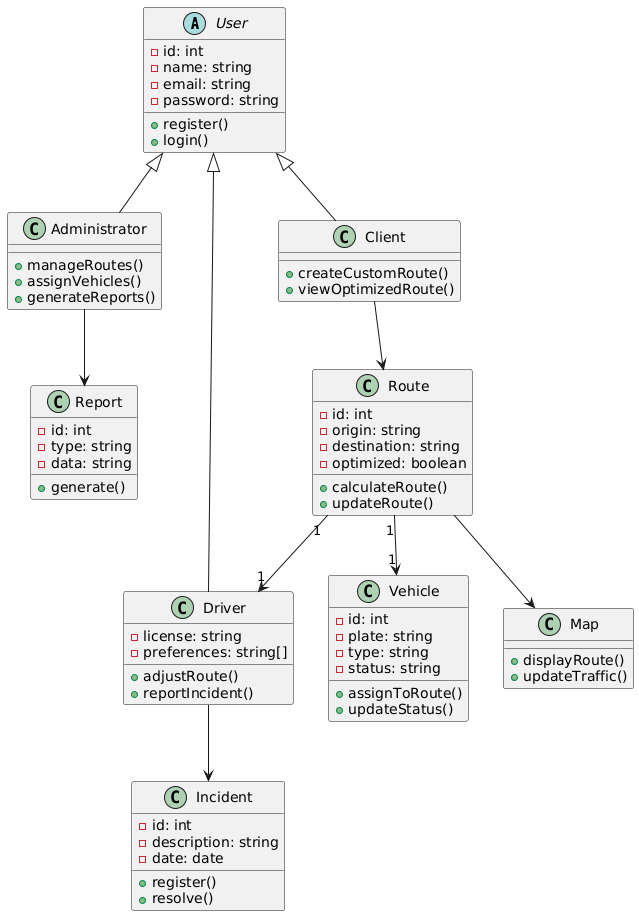 A User
id: int
name: string
email: string
password: string
register()
login()
C Administrator
manageRoutes()
assignVehicles()
generateReports()
C Client
createCustomRoute()
viewOptimizedRoute()
C Report
id: int
type: string
data: string
generate()
C Route
id: int
origin: string
destination: string
optimized: boolean
calculateRoute()
updateRoute()
1
1
1
1
C Driver
license: string
preferences: string[]
adjustRoute()
reportIncident()
C Vehicle
id: int
plate: string
type: string
status: string
assignToRoute()
updateStatus()
C Map
displayRoute()
updateTraffic()
C Incident
id: int
description: string
date: date
register()
resolve()